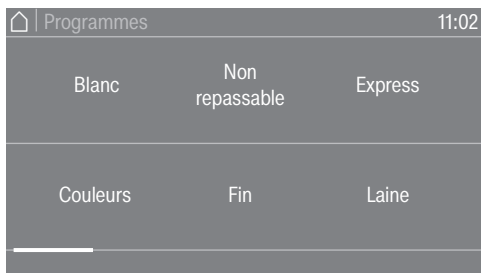 Programmes 11:02
Blanc
Non
repassable
Express
Couleurs
Fin
Laine